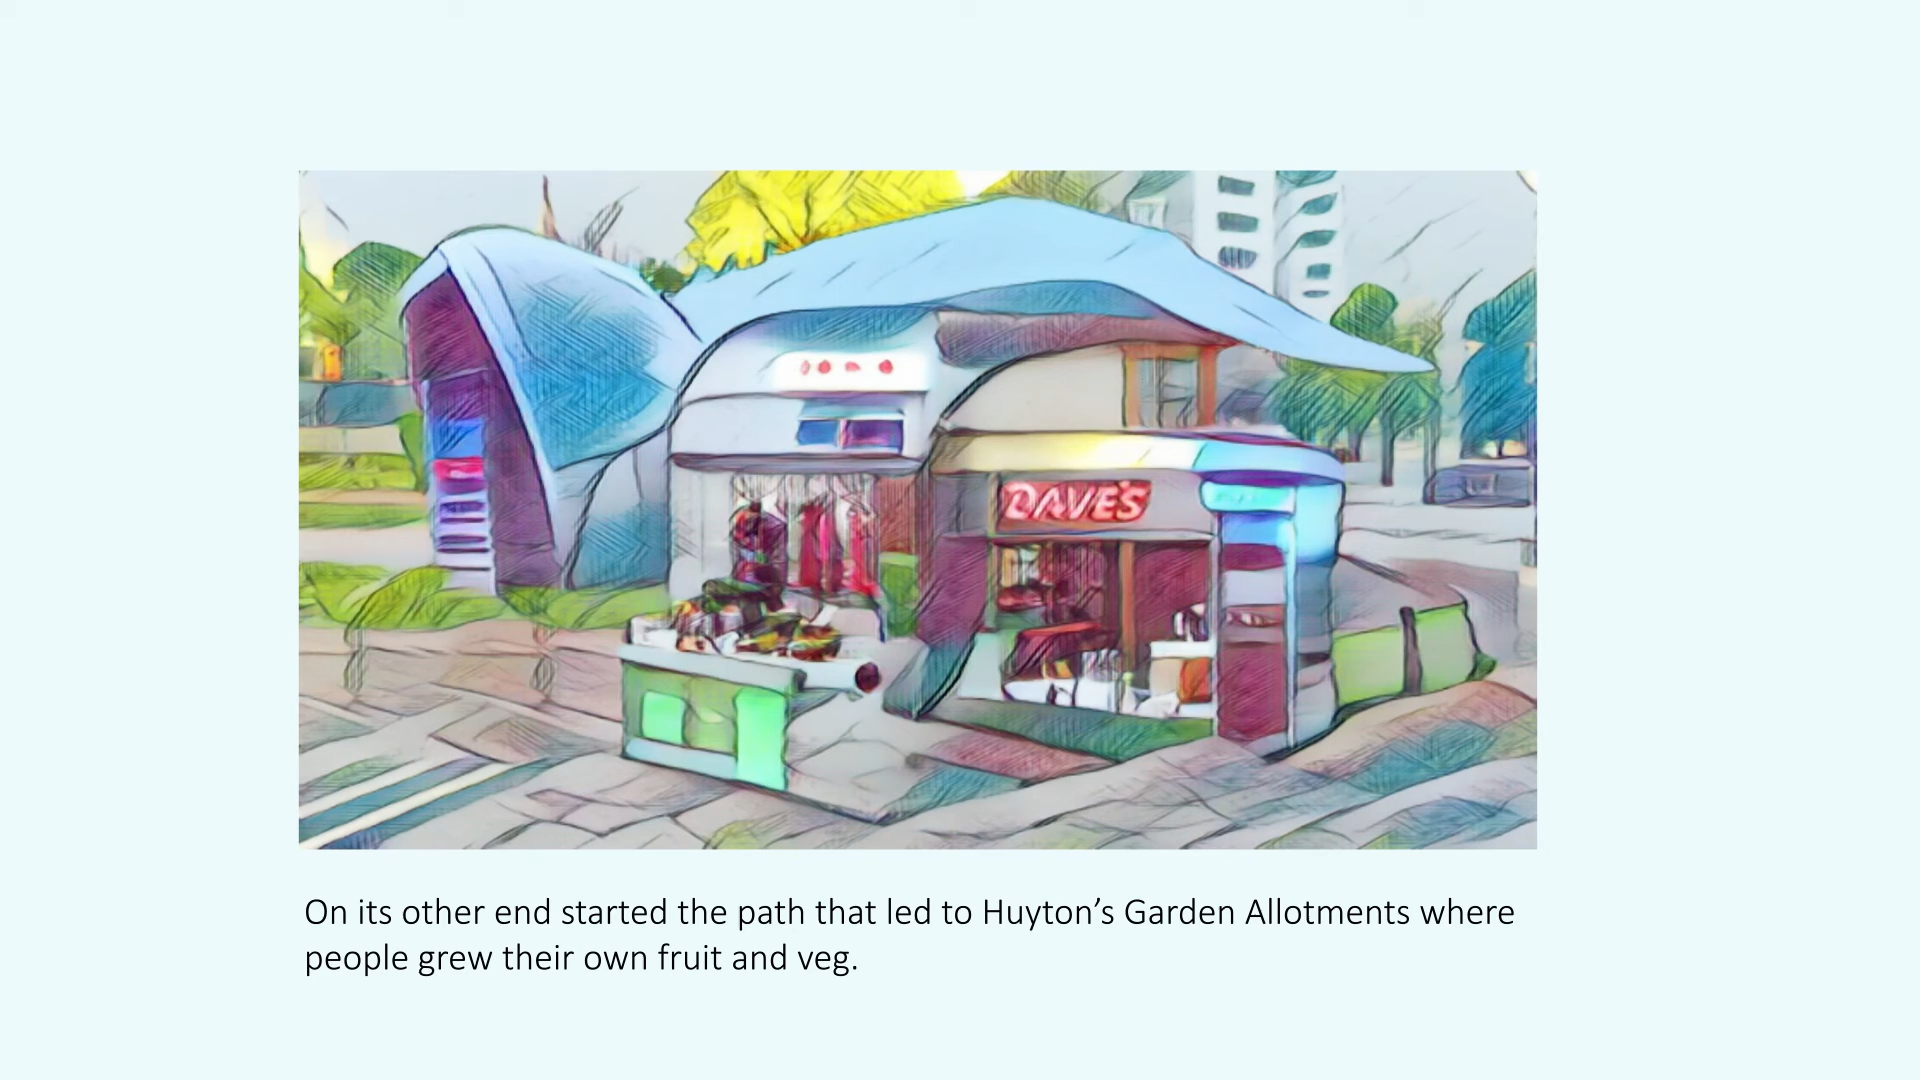 DAVE'S
On its other end started the path that led to Huyton’s Garden Allotments where
people grew their own fruit and veg.